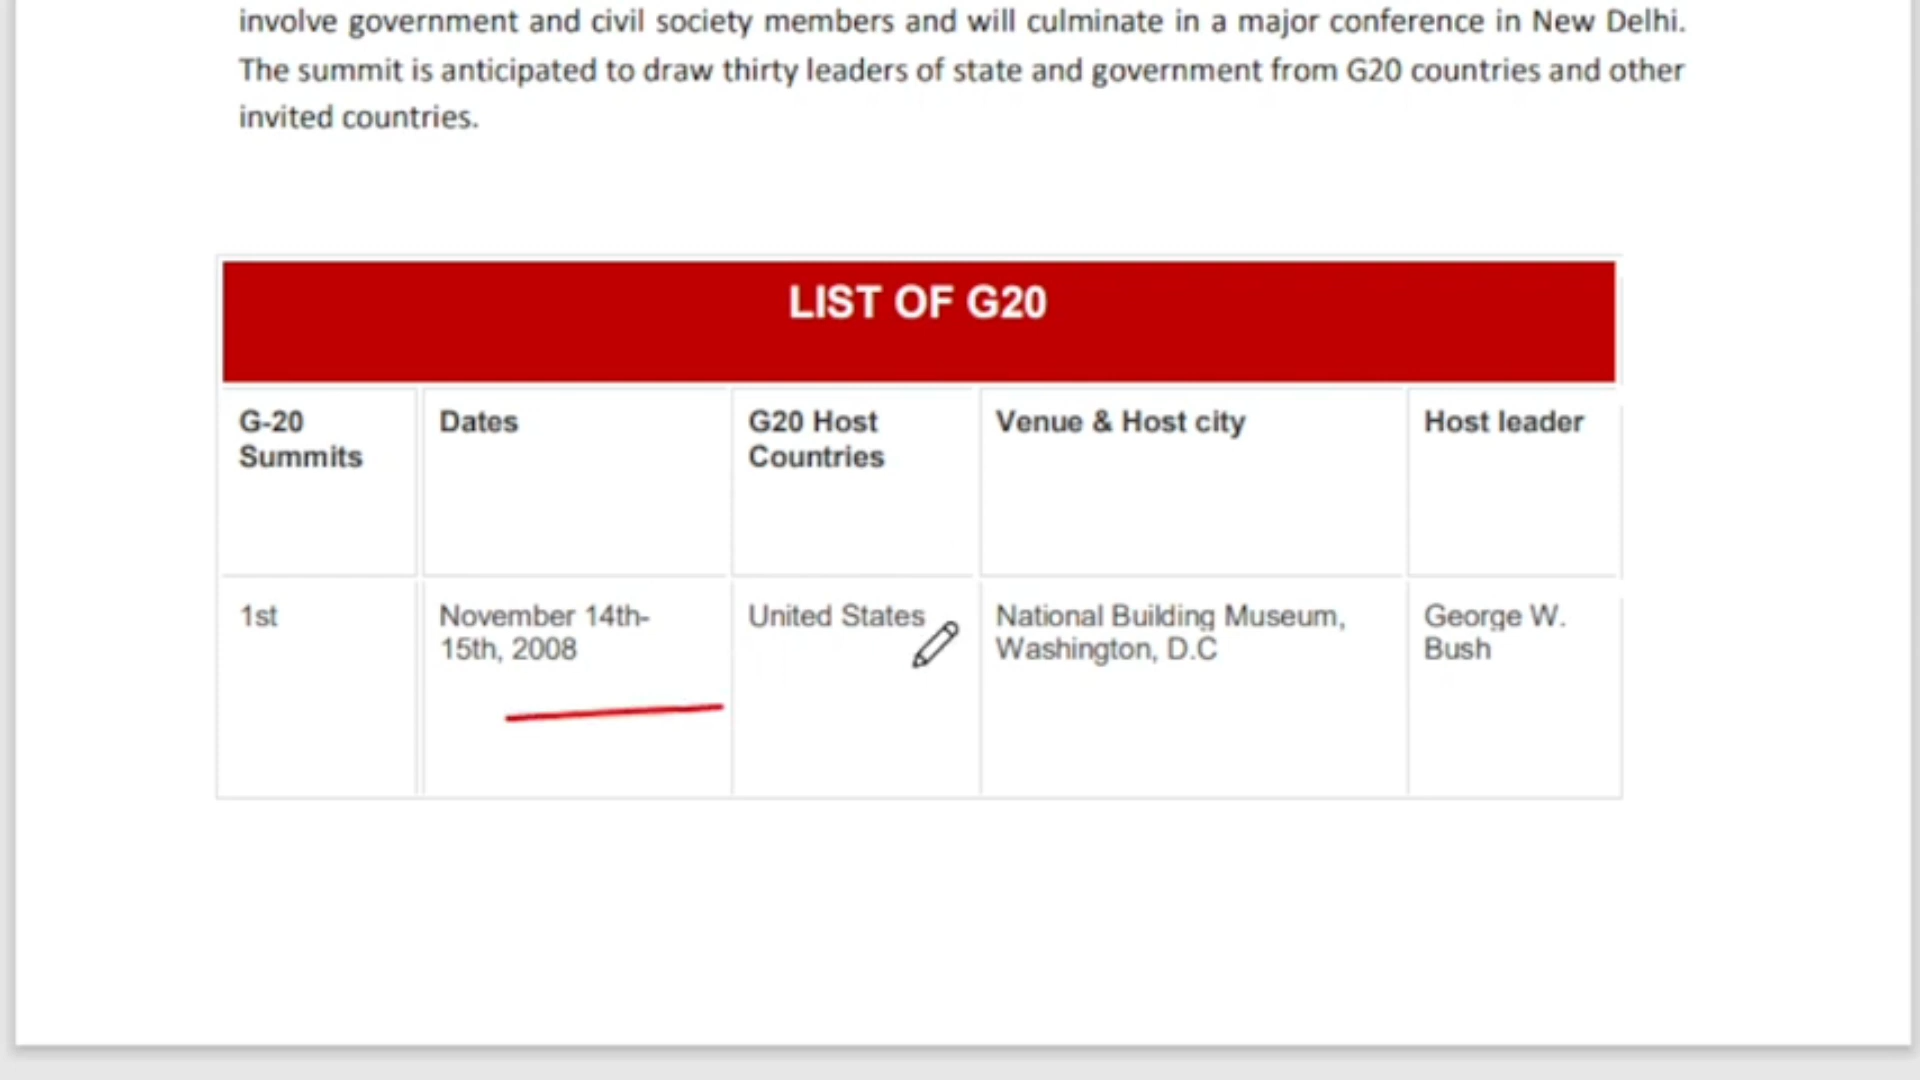 involve government and civil society members and will culminate in a major conference in New Delhi.
The summit is anticipated to draw thirty leaders of state and government from G20 countries and other
invited countries.
LIST OF G20
G-20
Summits
Dates
G20 Host
Countries
Venue & Host city
Host leader
1st
November 14th-
15th, 2008
United States
National Building Museum,
Washington, D.C
George W.
Bush